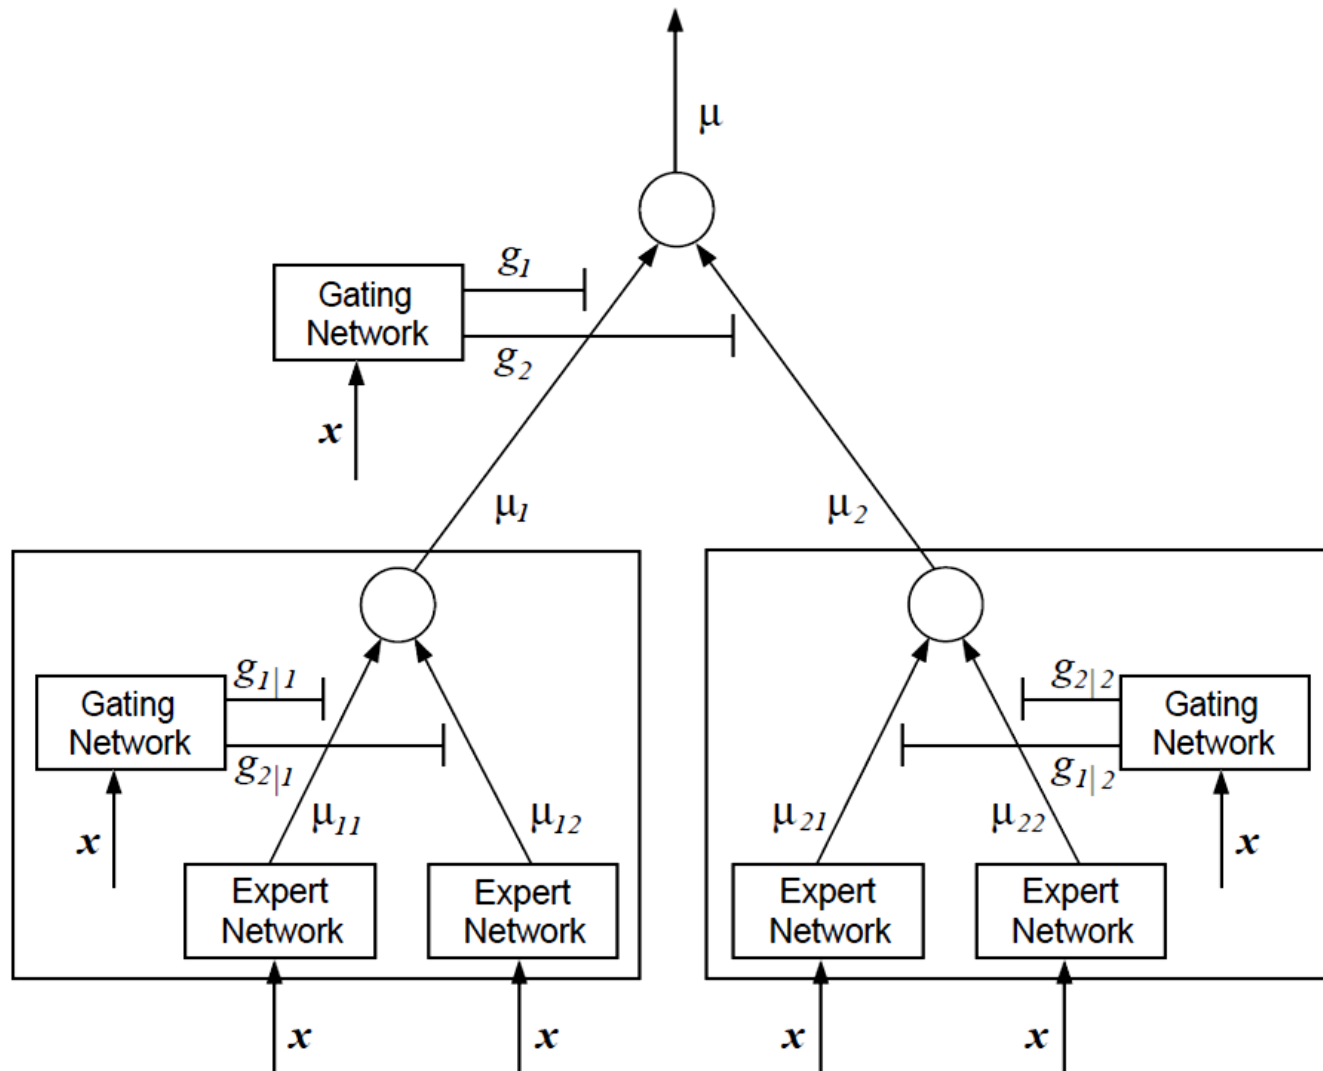 μ
g1
Gating
Network
g2
x
μ1
μ2
g1|1
Gating
Network
g2|1
x
μ11
μ12
Expert
Network
Expert
Network
x
x
g2|2
Gating
Network
g1|2
x
μ21
μ22
Expert
Network
Expert
Network
x
x